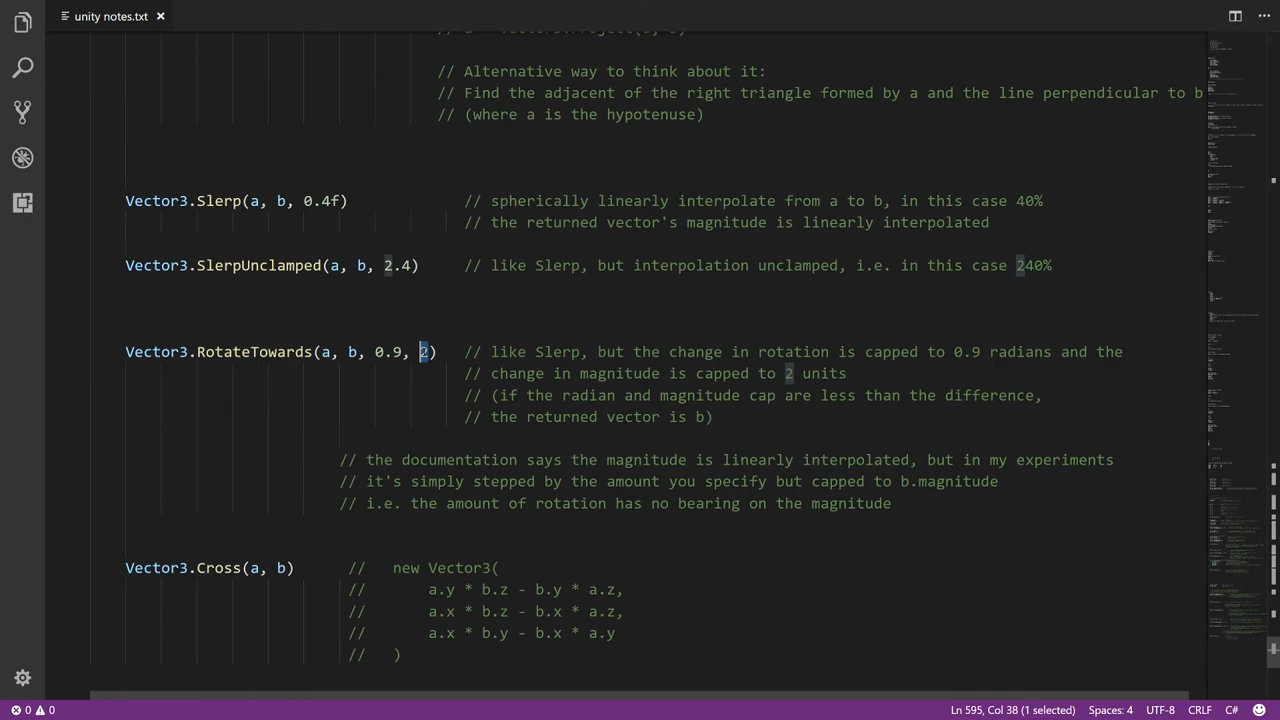 unity notes.txt
// Alternative way to think about it:
// Find the adjacent of the right triangle formed by a and the line perpendicular to b
// (where a is the hypotenuse)
Vector3.Slerp(a, b, 0.4f) // spherically linearly interpolate from a to b, in this case 40%
// the returned vector's magnitude is linearly interpolated
Vector3.SlerpUnclamped(a, b, 2.4) // like Slerp, but interpolation unclamped, i.e. in this case 240%
Vector3.RotateTowards(a, b, 0.9, 2) // like Slerp, but the change in rotation is capped to 0.9 radians and the
// change in magnitude is capped to 2 units
// (if the radian and magnitude cap are less than the difference,
// the returned vector is b)
// the documentation says the magnitude is linearly interpolated, but in my experiments
// it's simply stepped by the amount you specify but capped to b.magnitude
// i.e. the amount of rotation has no bearing on the magnitude
Vector3.Cross(a, b) // new Vector3(
// a.y * b.z - b.y * a.z,
// a.x * b.z - b.x * a.z,
// a.x * b.y - b.x * a.y
// )
0 0 Ln 595, Col 38 (1 selected) Spaces: 4 UTF-8 CRLF C#